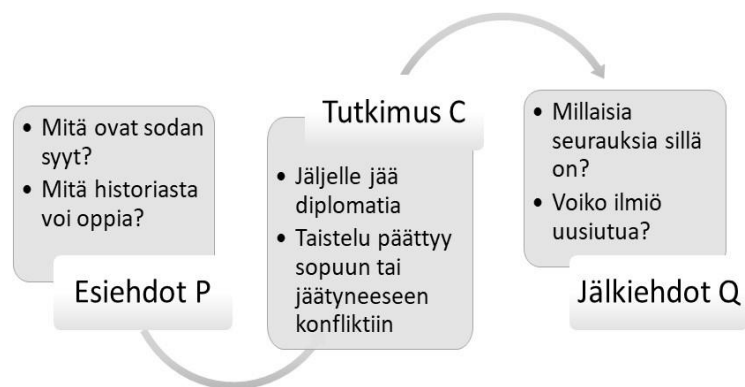 • Mitä ovat sodan
syyt?
• Mitä historiasta
voi oppia?
Esiehdot P
Tutkimus C
• Jäljelle jää
diplomatia
• Taistelu päättyy
sopuun tai
jäätyneeseen
konfliktiin
• Millaisia
seurauksia sillä
on?
• Voiko ilmiö
uusiutua?
Jälkiehdot Q